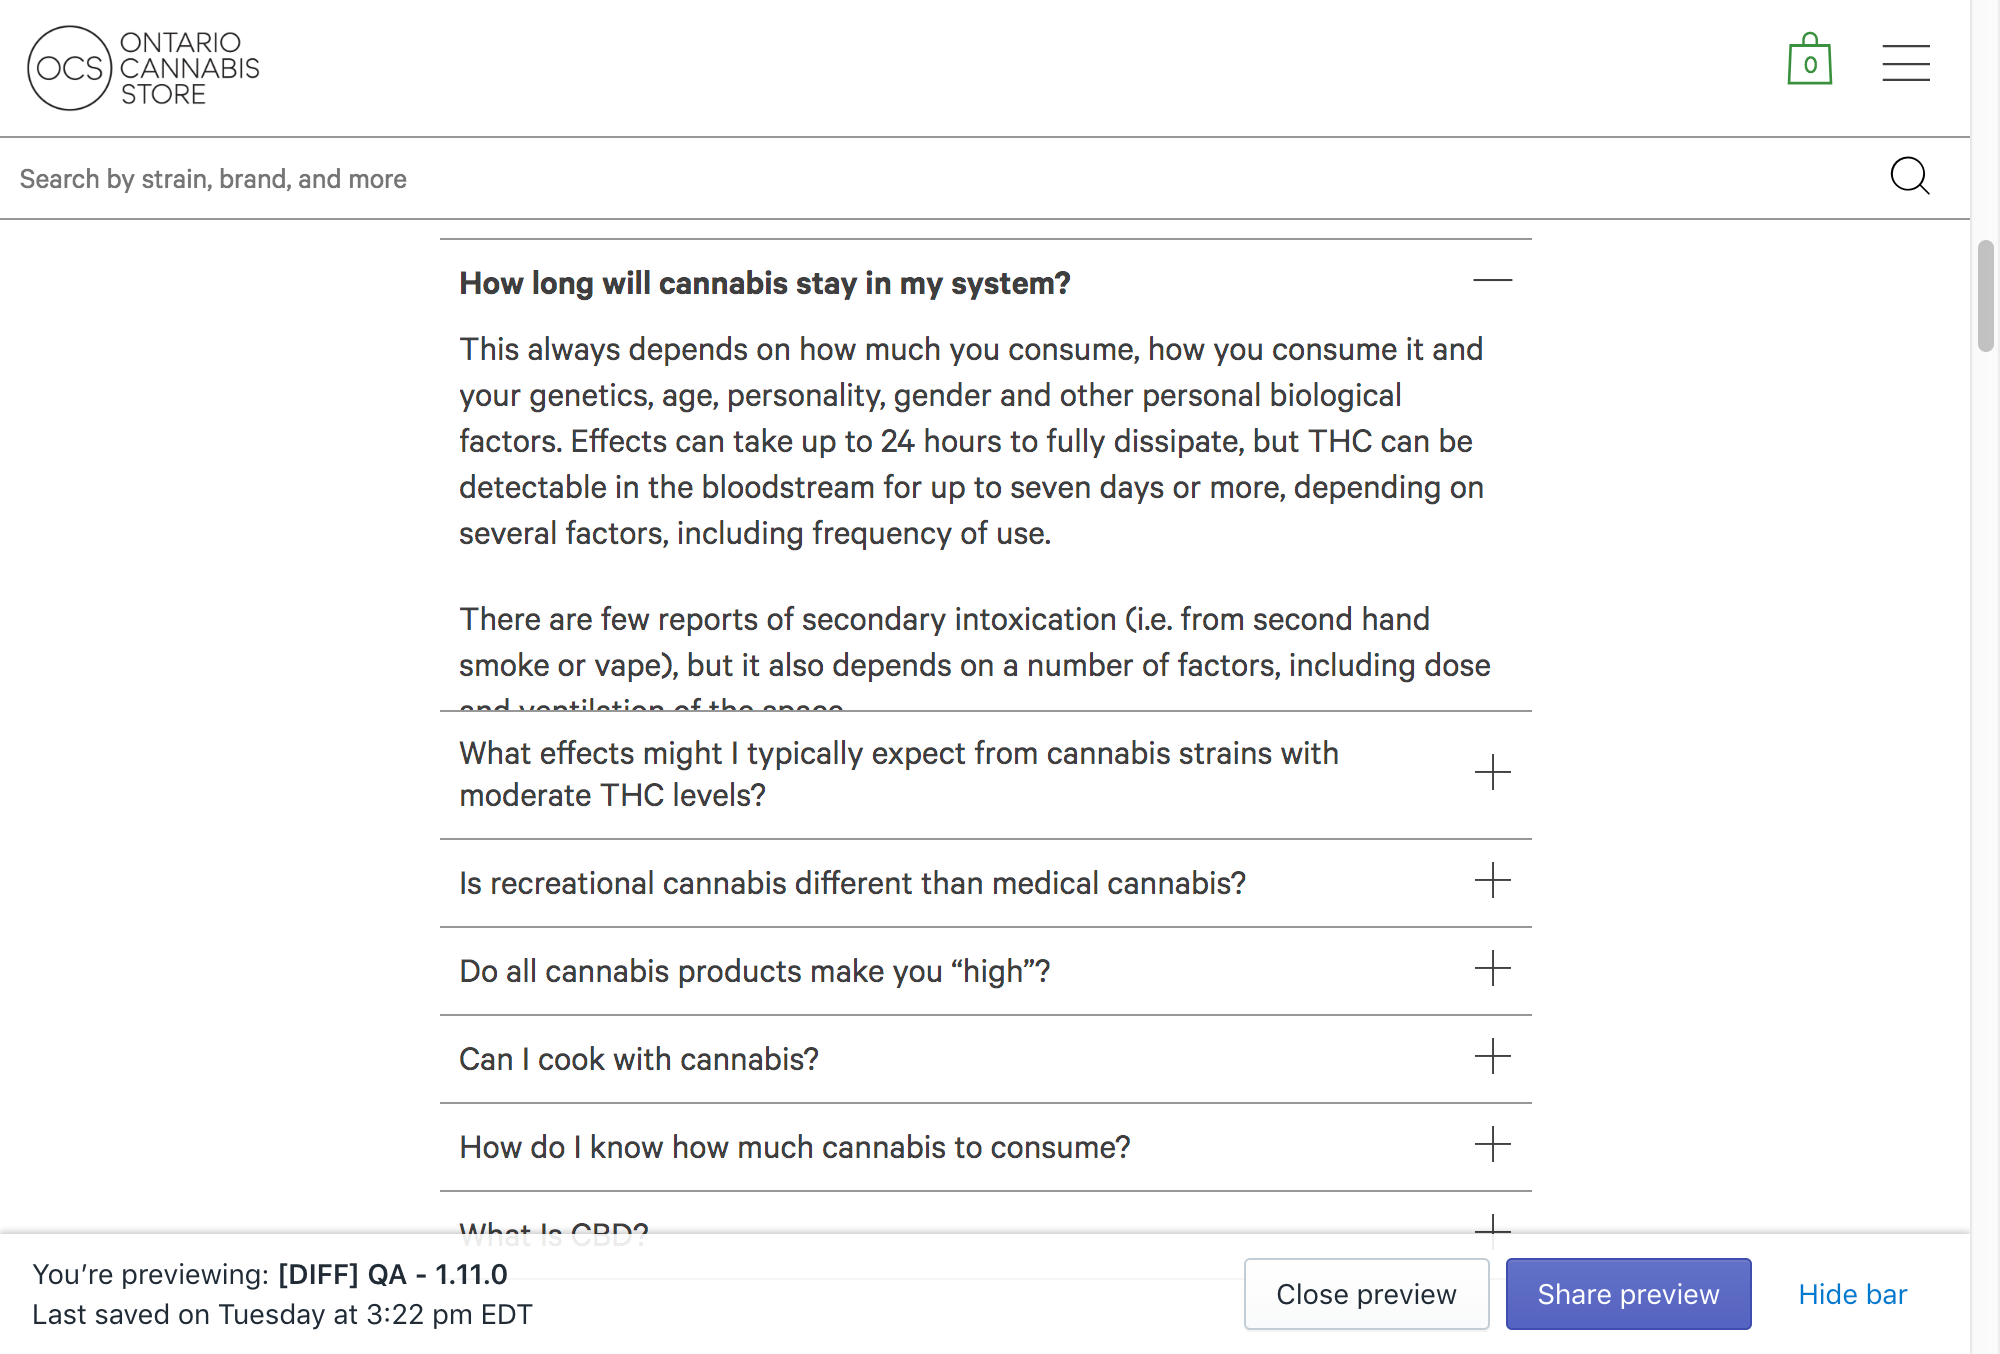 OCS
ONTARIO
CANNABIS
STORE
0
Search by strain, brand, and more
How long will cannabis stay in my system?
This always depends on how much you consume, how you consume it and
your genetics, age, personality, gender and other personal biological
factors. Effects can take up to 24 hours to fully dissipate, but THC can be
detectable in the bloodstream for up to seven days or more, depending on
several factors, including frequency of use.
There are few reports of secondary intoxication (i.e. from second hand
smoke or vape), but it also depends on a number of factors, including dose
and ventilation of the space.
What effects might I typically expect from cannabis strains with
moderate THC levels?
Is recreational cannabis different than medical cannabis?
Do all cannabis products make you “high”?
Can I cook with cannabis?
How do I know how much cannabis to consume?
What Is CBD?
You’re previewing: [DIFF] QA - 1.11.0
Last saved on Tuesday at 3:22 pm EDT
Close preview
Share preview
Hide bar